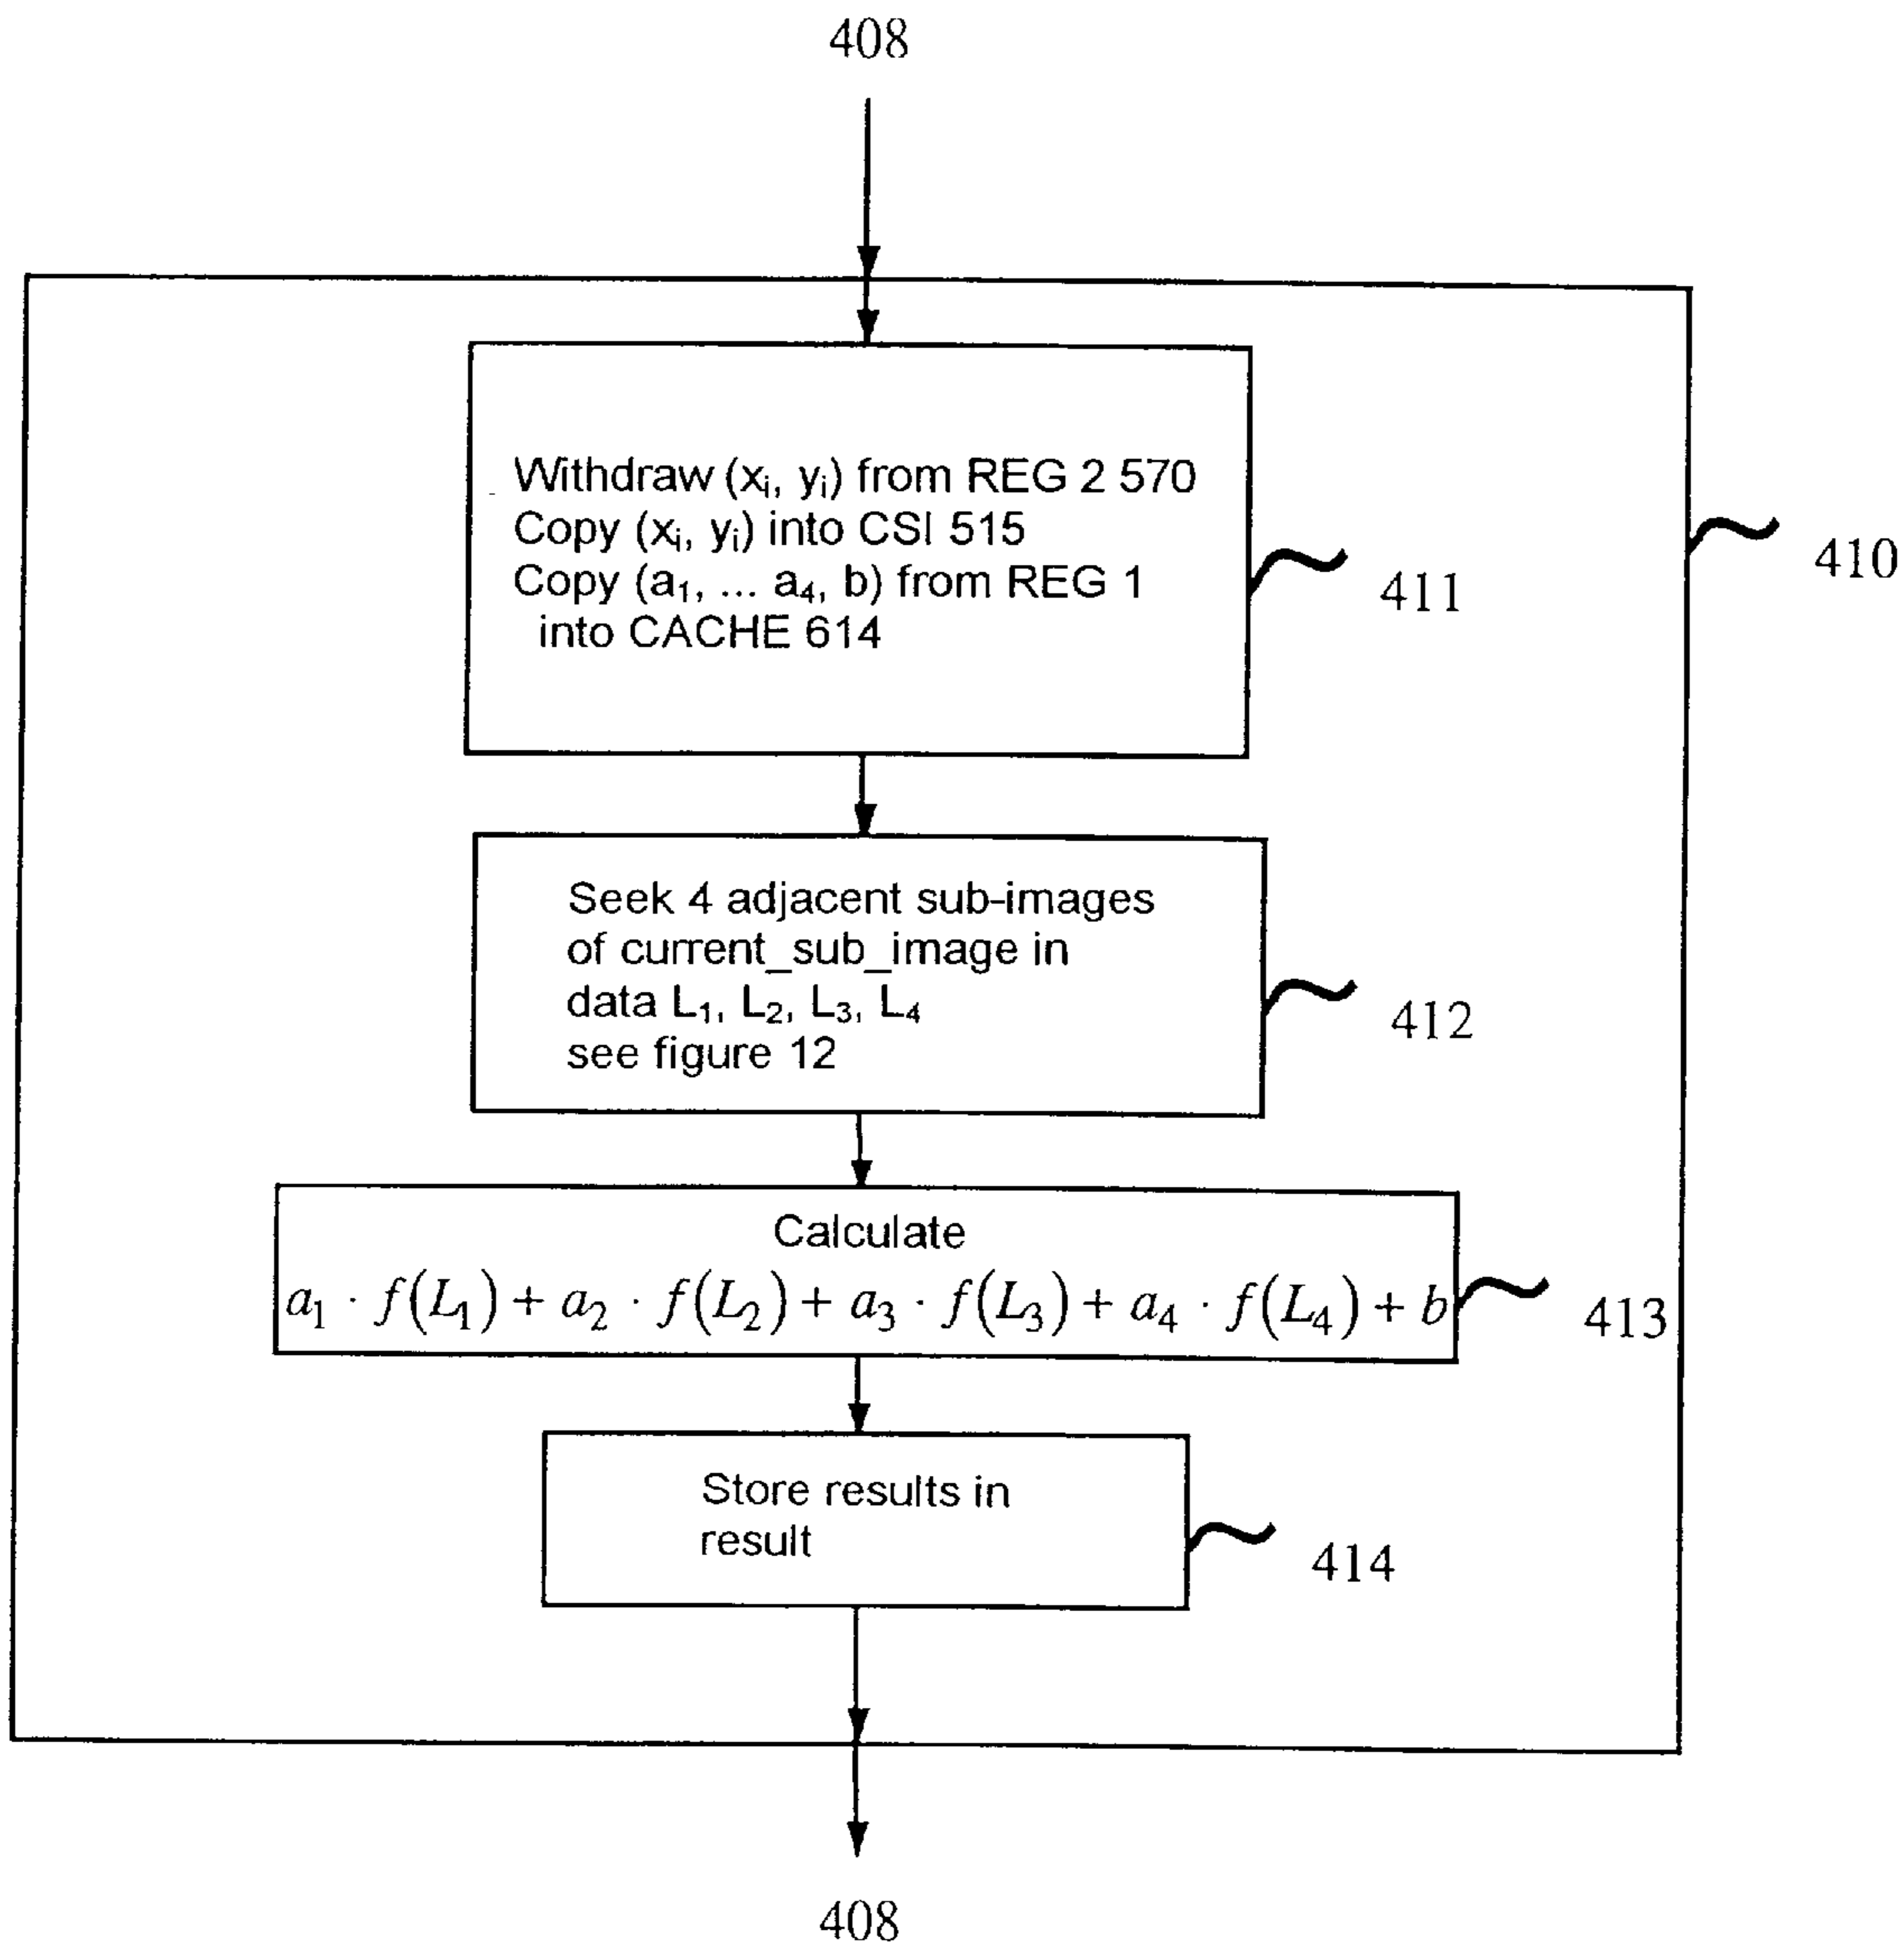 408
Withdraw (xᵢ, yᵢ) from REG 2 570
Copy (xᵢ, yᵢ) into CSI 515
Copy (a₁, ... a₄, b) from REG 1
into CACHE 614
410
411
Seek 4 adjacent sub-images
of current_sub_image in
data L₁, L₂, L₃, L₄
see figure 12
412
Calculate
a₁ · f(L₁) + a₂ · f(L₂) + a₃ · f(L₃) + a₄ · f(L₄) + b
413
Store results in
result
414
408